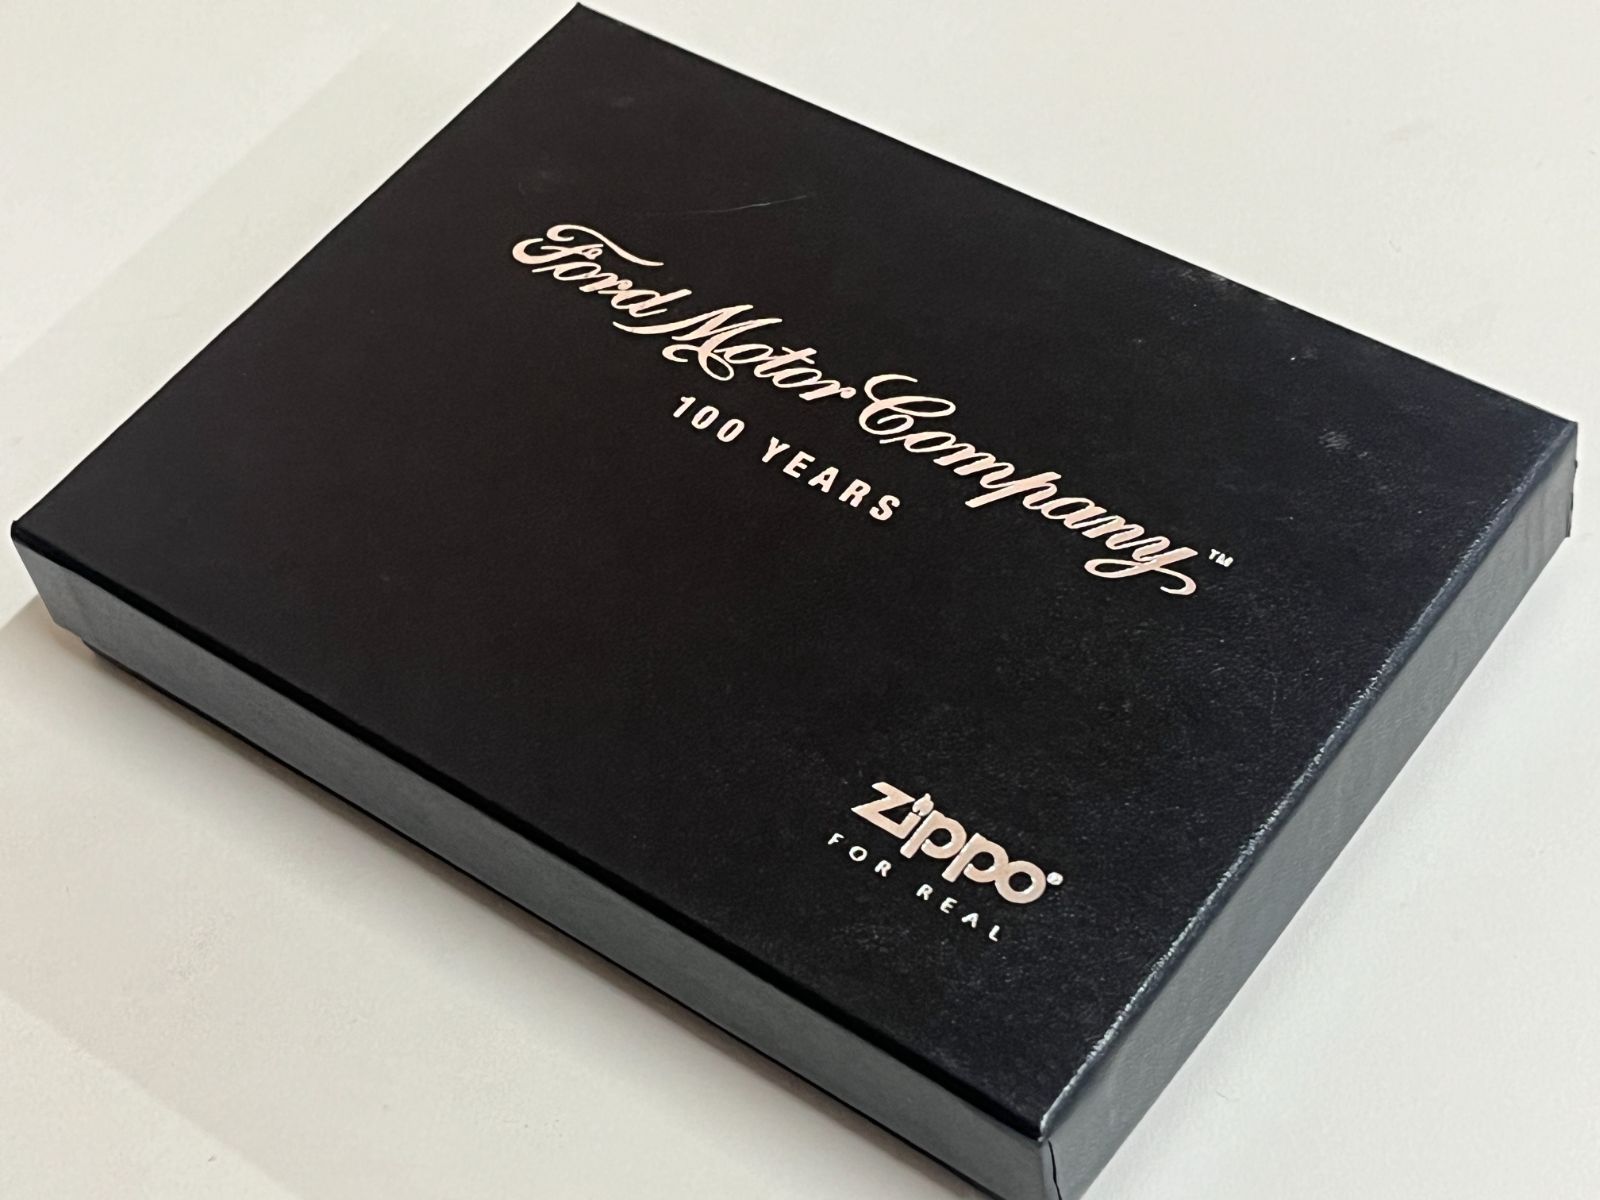 Ford Motor Company™
100 YEARS
Zippo®
FOR REAL